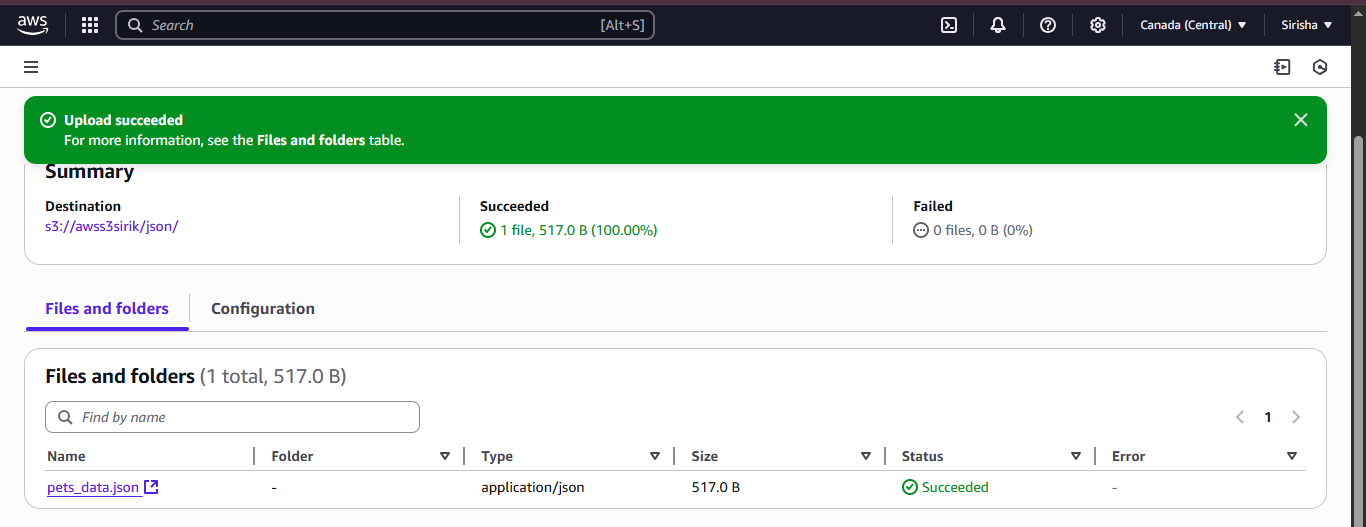 aws
Search [Alt+S] Canada (Central) Sirisha
Upload succeeded
For more information, see the Files and folders table.
Summary
Destination Succeeded Failed
s3://awss3sirik/json/ 1 file, 517.0 B (100.00%) 0 files, 0 B (0%)
Files and folders Configuration
Files and folders (1 total, 517.0 B)
Find by name 1
Name Folder Type Size Status Error
pets_data.json - application/json 517.0 B Succeeded -